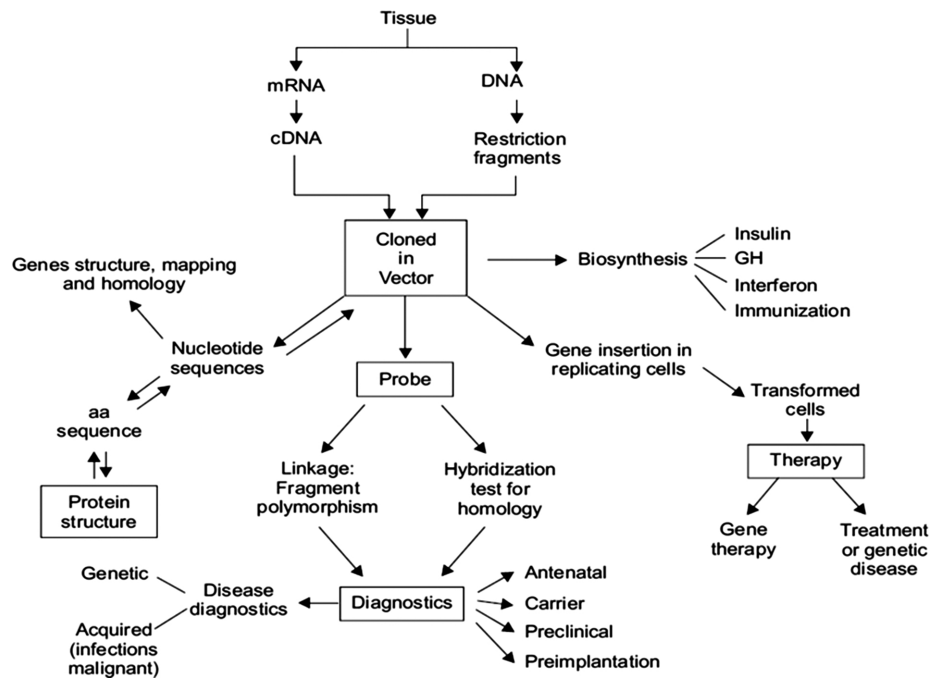 Tissue
mRNA
DNA
cDNA
Restriction
fragments
Cloned
in
Vector
Biosynthesis
Insulin
GH
Interferon
Immunization
Genes structure, mapping
and homology
Nucleotide
sequences
Probe
Gene insertion in
replicating cells
Transformed
cells
aa
sequence
Protein
structure
Linkage:
Fragment
polymorphism
Hybridization
test for
homology
Therapy
Gene
therapy
Treatment
or genetic
disease
Genetic
Acquired
(infections
malignant)
Disease
diagnostics
Diagnostics
Antenatal
Carrier
Preclinical
Preimplantation